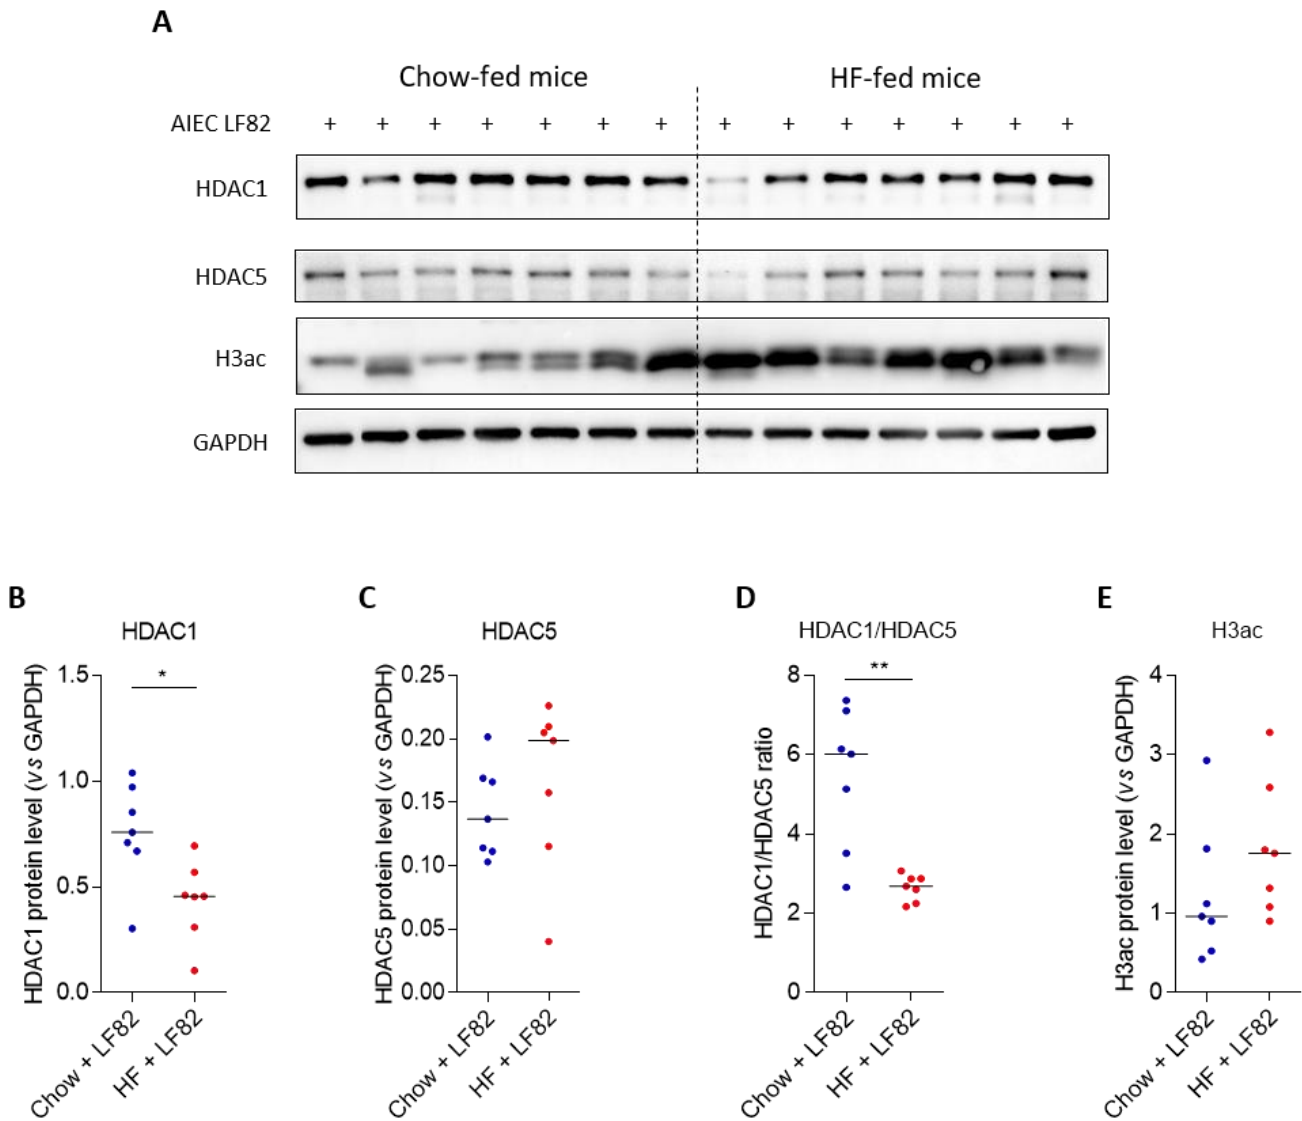 A
Chow-fed mice HF-fed mice
AIEC LF82 + + + + + + + + + + + + + +
HDAC1
HDAC5
H3ac
GAPDH
B
HDAC1
*
HDAC1 protein level (vs GAPDH)
1.5
1.0
0.5
0.0
Chow + LF82
HF + LF82
C
HDAC5
HDAC5 protein level (vs GAPDH)
0.25
0.20
0.15
0.10
0.05
0.00
Chow + LF82
HF + LF82
D
HDAC1/HDAC5
**
HDAC1/HDAC5 ratio
8
6
4
2
0
Chow + LF82
HF + LF82
E
H3ac
H3ac protein level (vs GAPDH)
4
3
2
1
0
Chow + LF82
HF + LF82